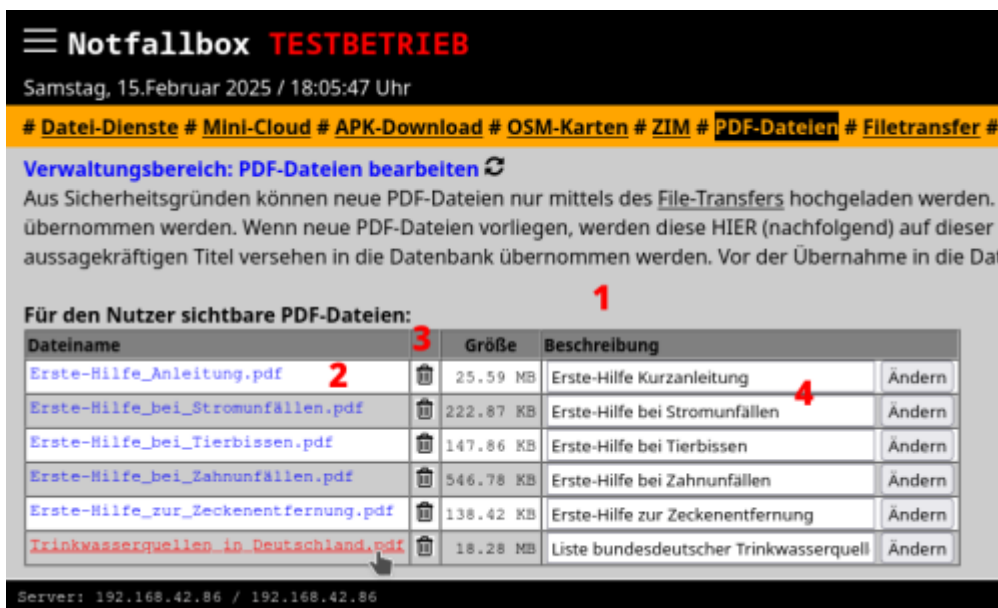 Notfallbox TESTBETRIEB
Samstag, 15.Februar 2025 / 18:05:47 Uhr
# Datei-Dienste # Mini-Cloud # APK-Download # OSM-Karten # ZIM # PDF-Dateien # Filetransfer #
Verwaltungsbereich: PDF-Dateien bearbeiten
Aus Sicherheitsgründen können neue PDF-Dateien nur mittels des File-Transfers hochgeladen werden.
übernommen werden. Wenn neue PDF-Dateien vorliegen, werden diese HIER (nachfolgend) auf dieser
aussagekräftigen Titel versehen in die Datenbank übernommen werden. Vor der Übernahme in die Dat
1
Für den Nutzer sichtbare PDF-Dateien:
Dateiname 3 Größe Beschreibung
Erste-Hilfe_Anleitung.pdf 2 25.59 MB Erste-Hilfe Kurzanleitung 4 Ändern
Erste-Hilfe_bei_Stromunfällen.pdf 222.87 KB Erste-Hilfe bei Stromunfällen Ändern
Erste-Hilfe_bei_Tierbissen.pdf 147.86 KB Erste-Hilfe bei Tierbissen Ändern
Erste-Hilfe_bei_Zahnunfällen.pdf 546.78 KB Erste-Hilfe bei Zahnunfällen Ändern
Erste-Hilfe_zur_Zeckenentfernung.pdf 138.42 KB Erste-Hilfe zur Zeckenentfernung Ändern
Trinkwasserquellen in Deutschland.pdf 18.28 MB Liste bundesdeutscher Trinkwasserquell Ändern
Server: 192.168.42.86 / 192.168.42.86